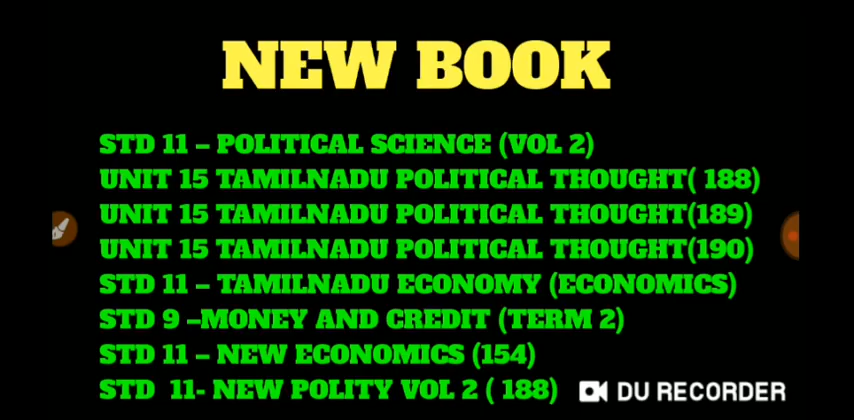 NEW BOOK
STD 11 – POLITICAL SCIENCE (VOL 2)
UNIT 15 TAMILNADU POLITICAL THOUGHT( 188)
UNIT 15 TAMILNADU POLITICAL THOUGHT(189)
UNIT 15 TAMILNADU POLITICAL THOUGHT(190)
STD 11 – TAMILNADU ECONOMY (ECONOMICS)
STD 9 –MONEY AND CREDIT (TERM 2)
STD 11 – NEW ECONOMICS (154)
STD 11- NEW POLITY VOL 2 ( 188) DU RECORDER